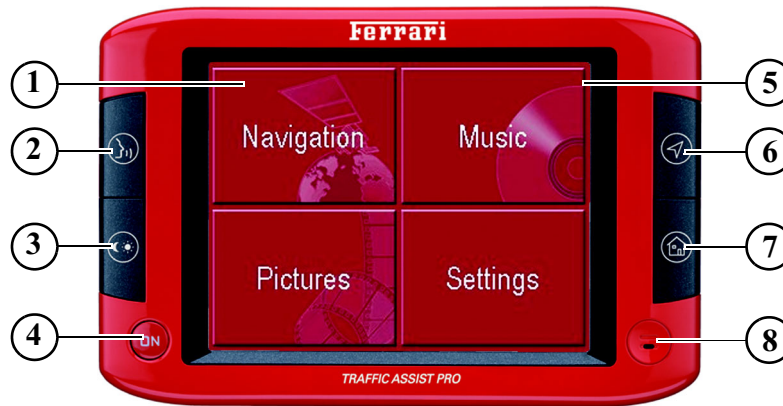 Ferrari
1
5
Navigation
Music
2
6
3
7
Pictures
Settings
4
ON
8
TRAFFIC ASSIST PRO